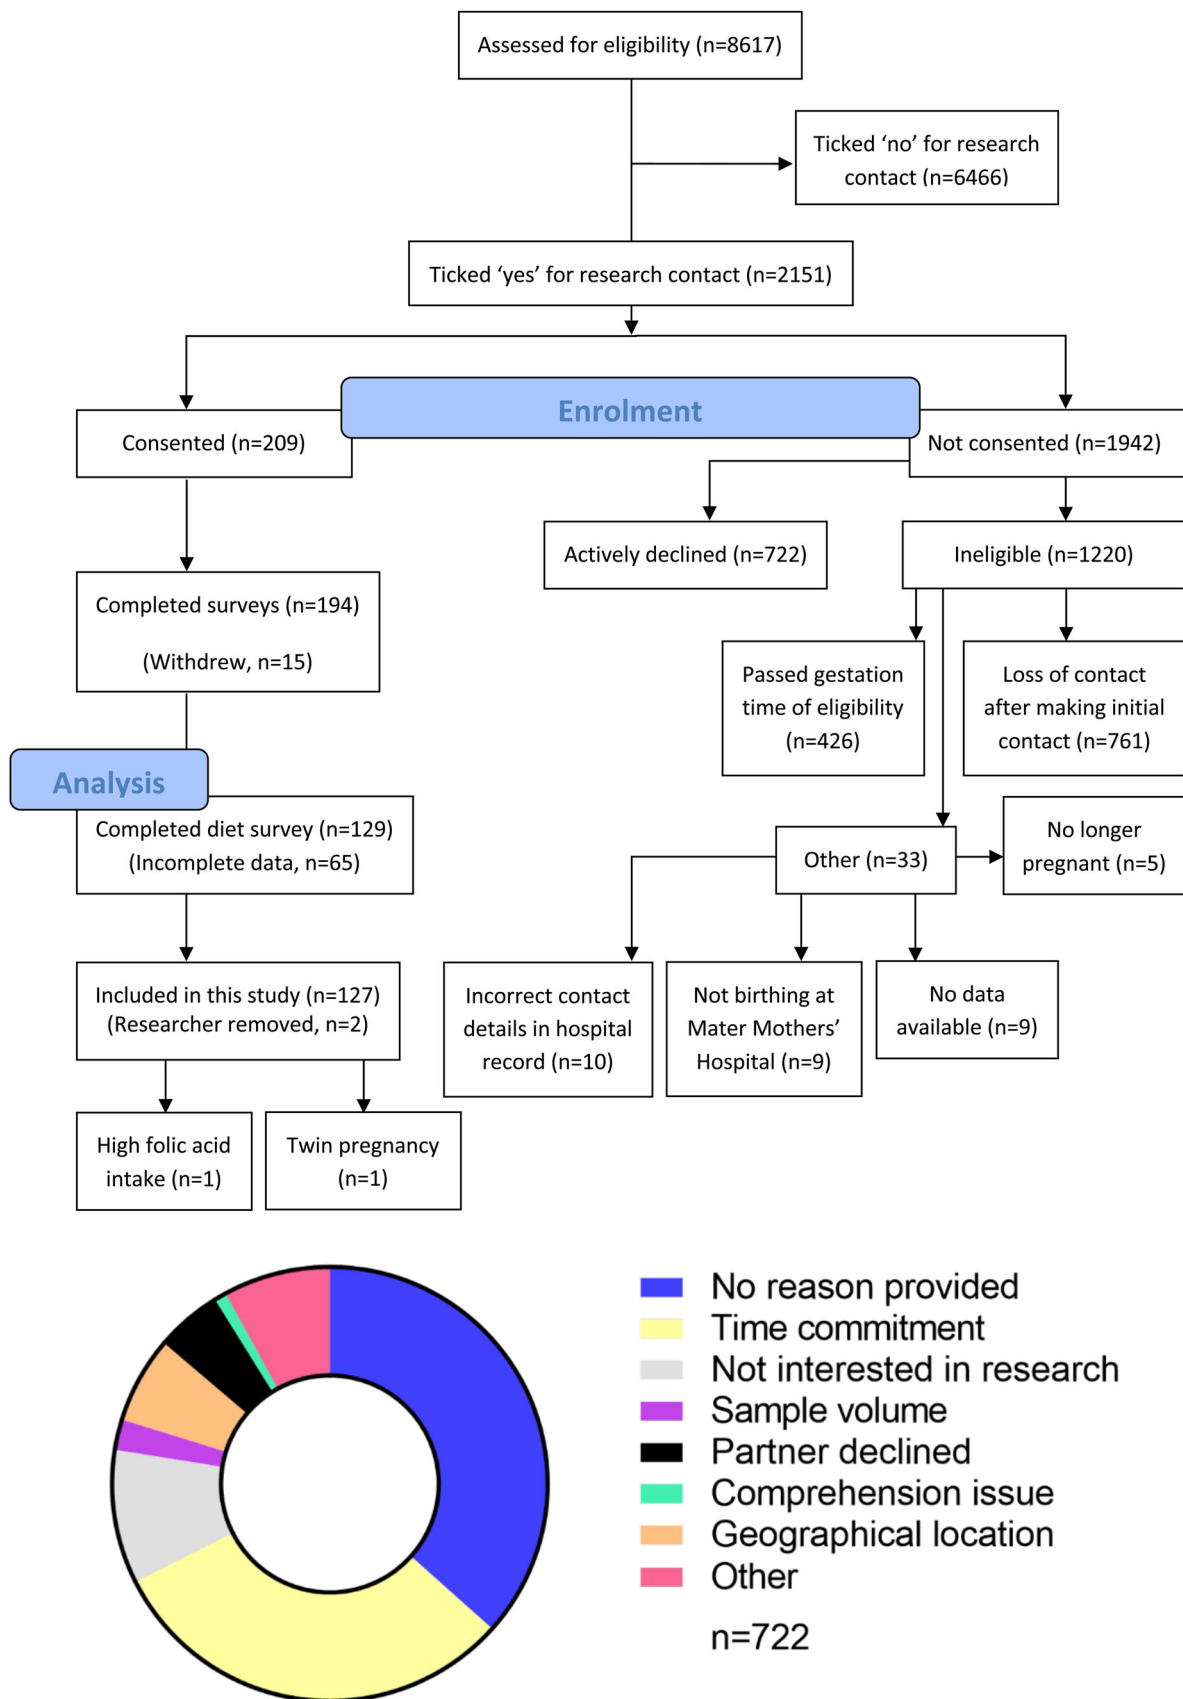 Assessed for eligibility (n=8617)
Ticked ‘no’ for research
contact (n=6466)
Ticked ‘yes’ for research contact (n=2151)
Enrolment
Consented (n=209)
Not consented (n=1942)
Actively declined (n=722)
Ineligible (n=1220)
Completed surveys (n=194)
(Withdrew, n=15)
Passed gestation
time of eligibility
(n=426)
Loss of contact
after making initial
contact (n=761)
Analysis
Completed diet survey (n=129)
(Incomplete data, n=65)
Other (n=33)
No longer
pregnant (n=5)
Included in this study (n=127)
(Researcher removed, n=2)
Incorrect contact
details in hospital
record (n=10)
Not birthing at
Mater Mothers’
Hospital (n=9)
No data
available (n=9)
High folic acid
intake (n=1)
Twin pregnancy
(n=1)
No reason provided
Time commitment
Not interested in research
Sample volume
Partner declined
Comprehension issue
Geographical location
Other
n=722